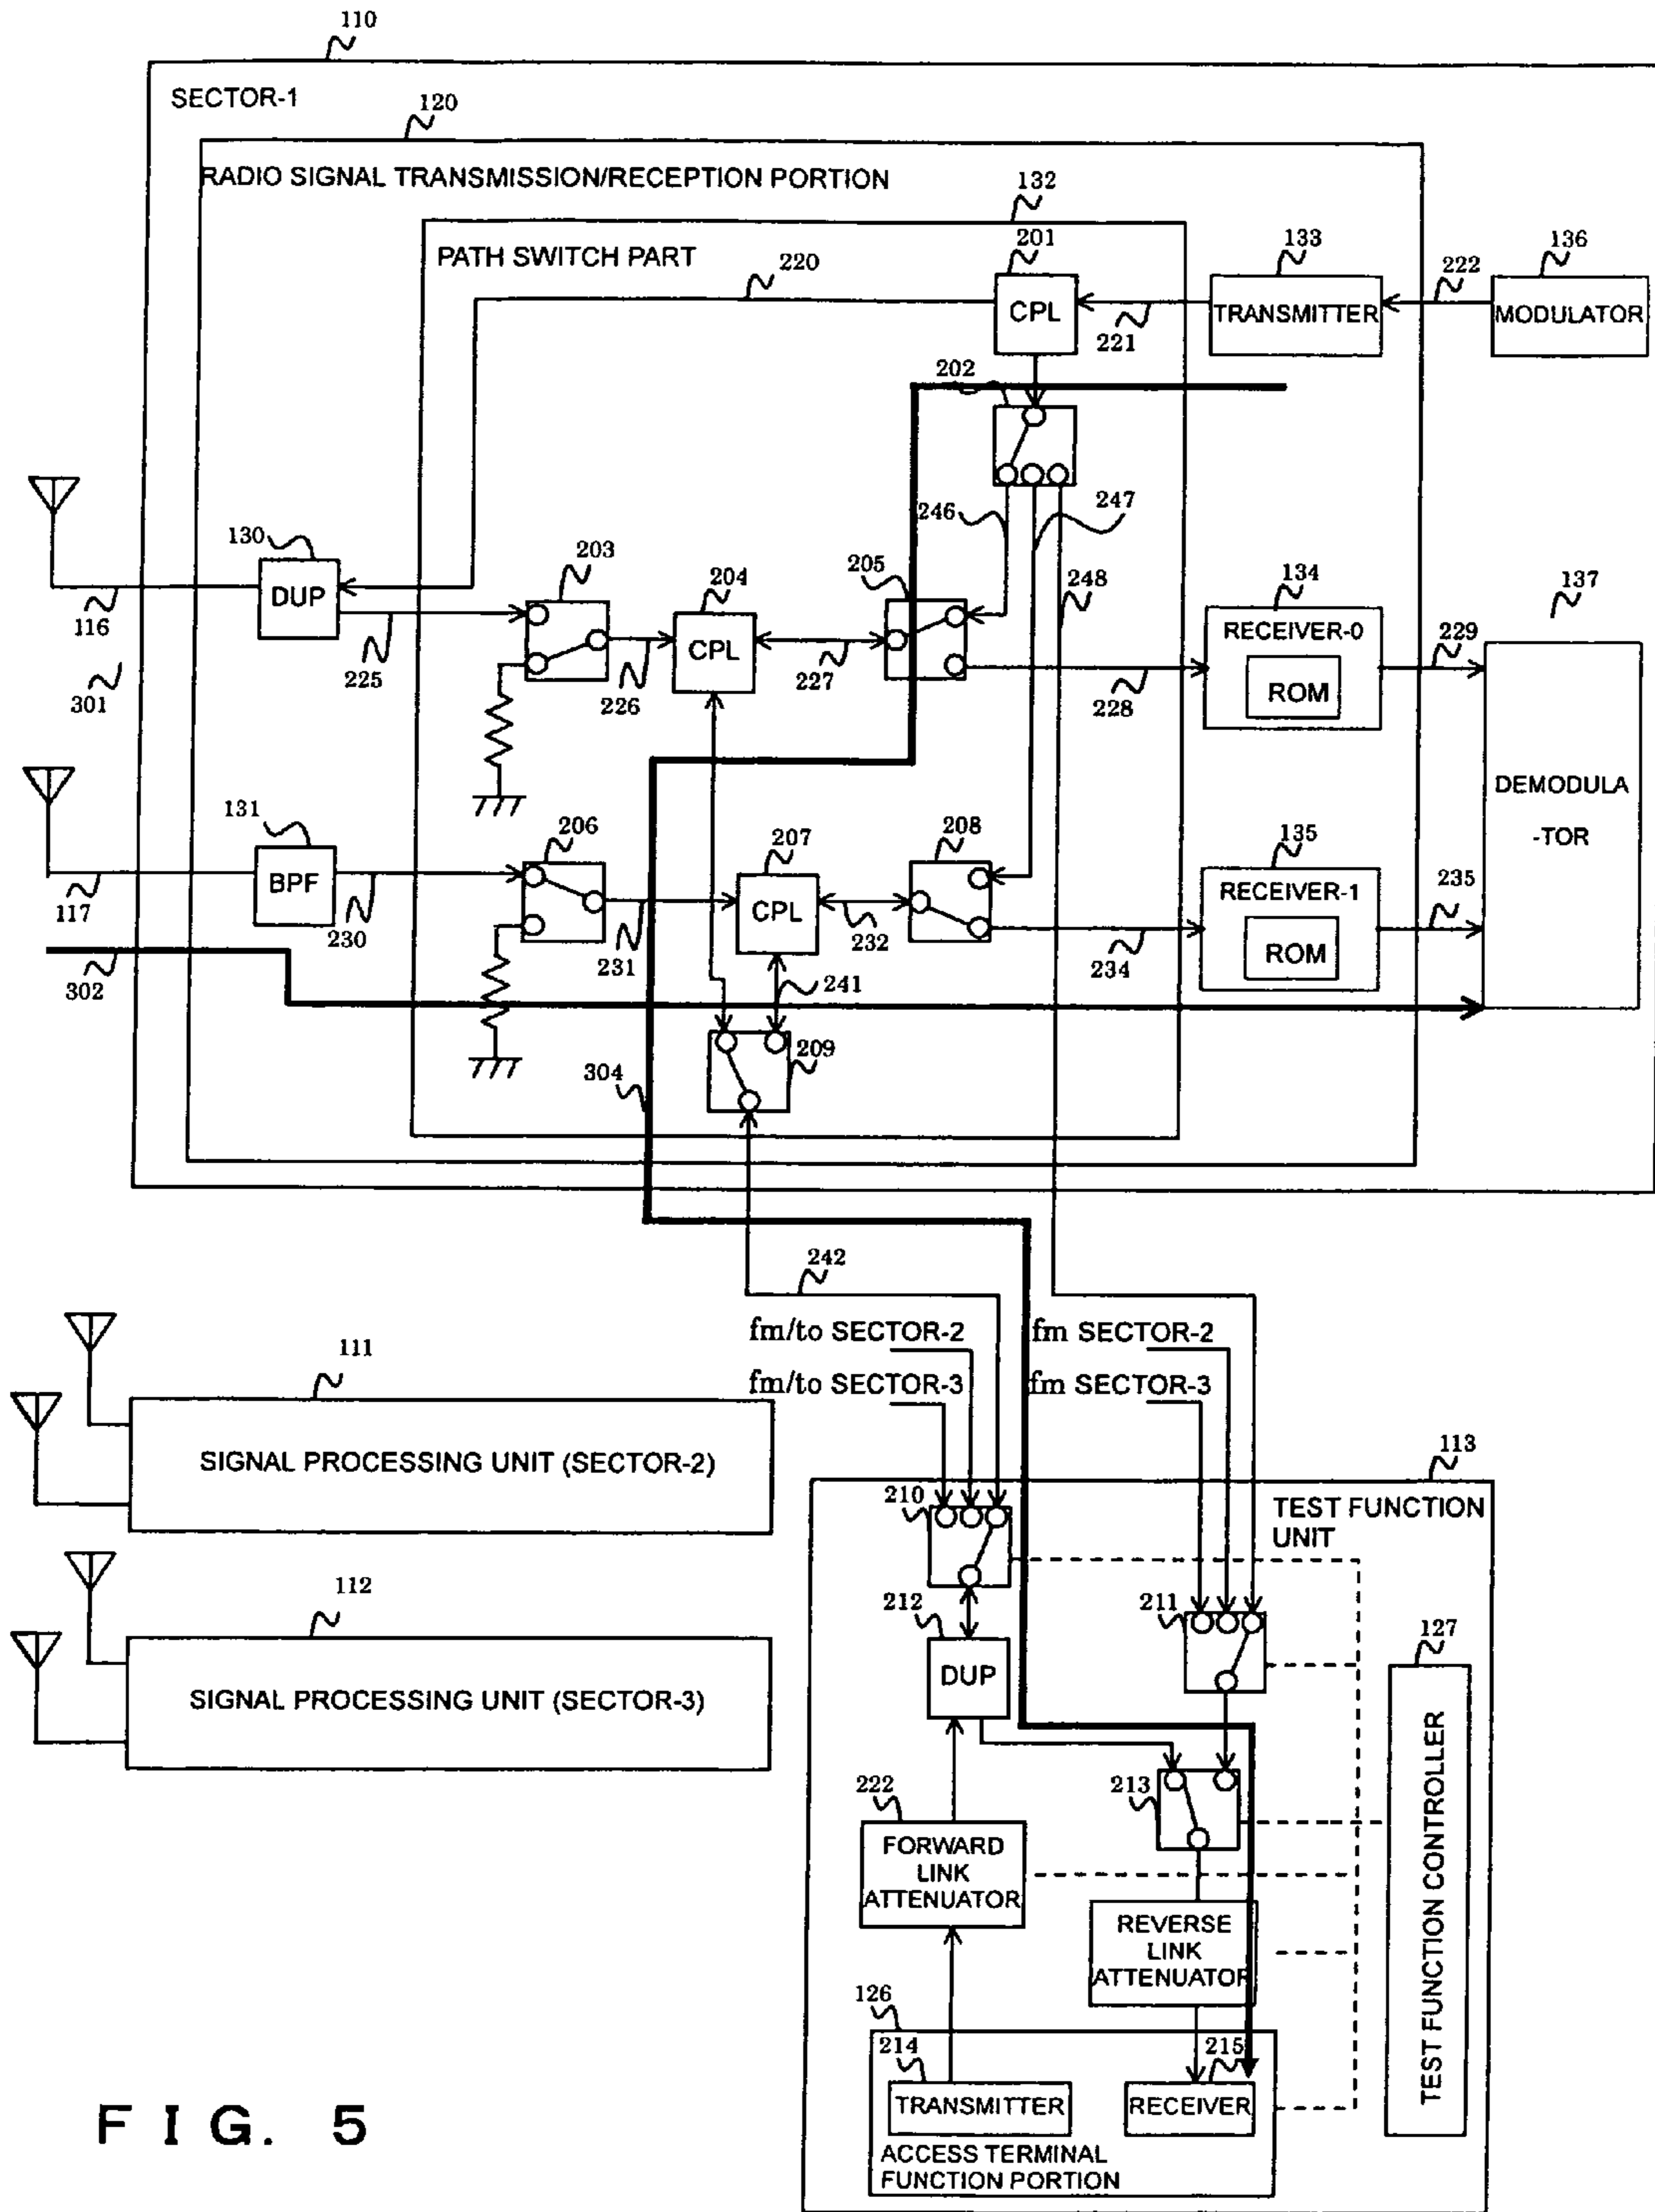 110
SECTOR-1
120
RADIO SIGNAL TRANSMISSION/RECEPTION PORTION
132
PATH SWITCH PART
220
201
CPL
133
TRANSMITTER
221
222
136
MODULATOR
202
246
247
248
130
DUP
116
225
301
203
204
CPL
226
227
205
228
134
RECEIVER-0
ROM
229
137
DEMODULA
-TOR
131
BPF
117
230
302
206
231
207
CPL
232
208
234
135
RECEIVER-1
ROM
235
241
209
304
242
fm/to SECTOR-2
fm SECTOR-2
fm/to SECTOR-3
fm SECTOR-3
111
SIGNAL PROCESSING UNIT (SECTOR-2)
112
SIGNAL PROCESSING UNIT (SECTOR-3)
113
TEST FUNCTION
UNIT
210
212
DUP
211
127
TEST FUNCTION CONTROLLER
213
222
FORWARD
LINK
ATTENUATOR
REVERSE
LINK
ATTENUATOR
126
214
TRANSMITTER
215
RECEIVER
ACCESS TERMINAL
FUNCTION PORTION
FIG. 5